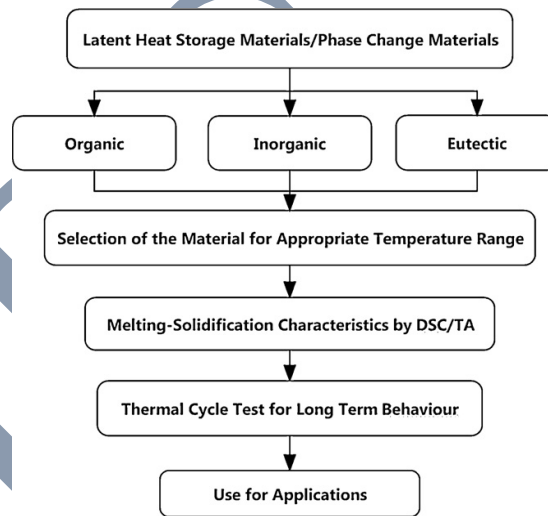 Latent Heat Storage Materials/Phase Change Materials
Organic
Inorganic
Eutectic
Selection of the Material for Appropriate Temperature Range
Melting-Solidification Characteristics by DSC/TA
Thermal Cycle Test for Long Term Behaviour
Use for Applications